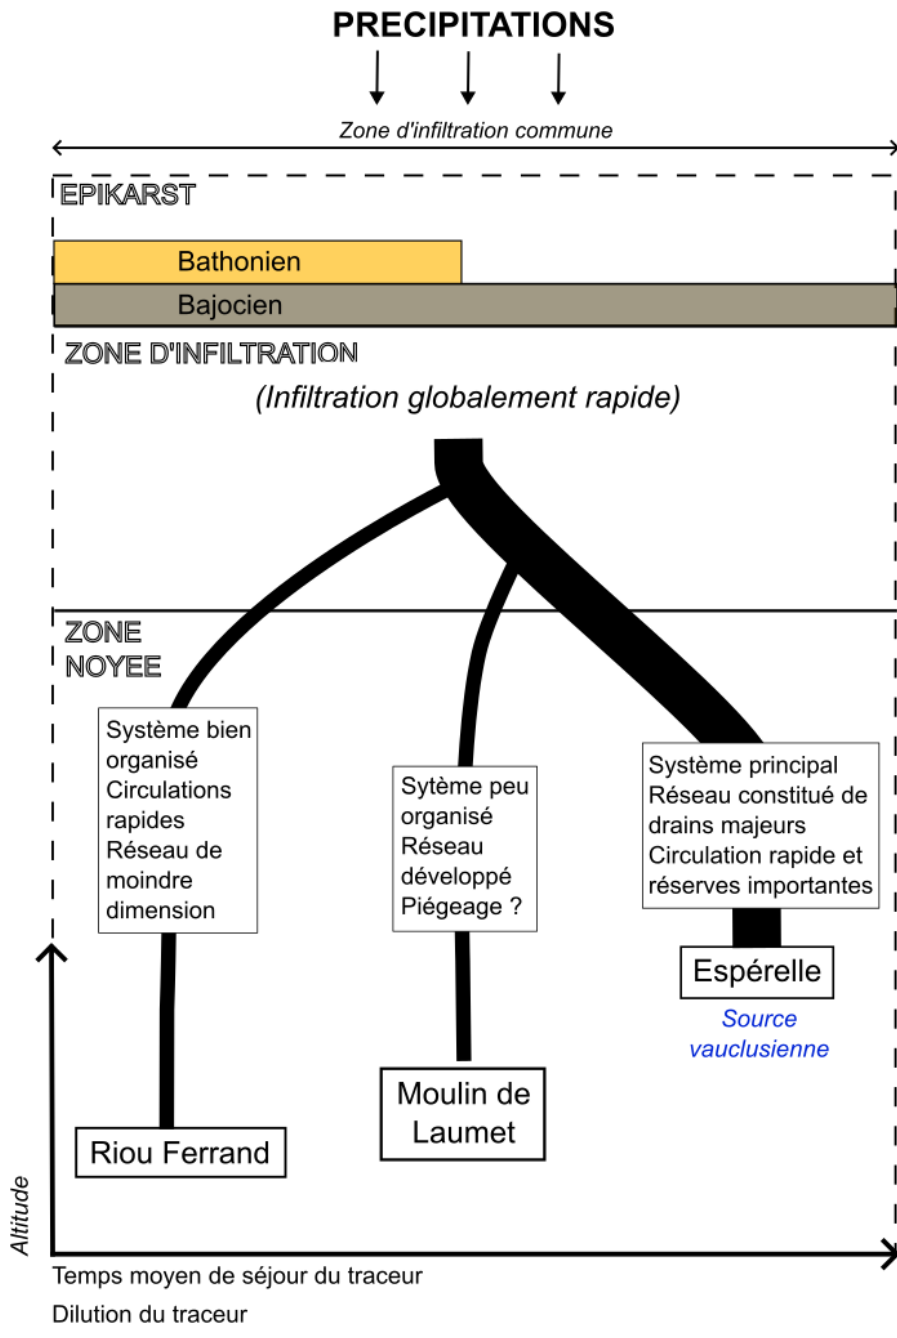 PRECIPITATIONS
Zone d'infiltration commune
EPIKARST
Bathonien
Bajocien
ZONE D'INFILTRATION
(Infiltration globalement rapide)
ZONE
NOYEE
Système bien
organisé
Circulations
rapides
Réseau de
moindre
dimension
Sytème peu
organisé
Réseau
développé
Piégeage ?
Système principal
Réseau constitué de
drains majeurs
Circulation rapide et
réserves importantes
Espérelle
Source
vauclusienne
Moulin de
Laumet
Riou Ferrand
Altitude
Temps moyen de séjour du traceur
Dilution du traceur